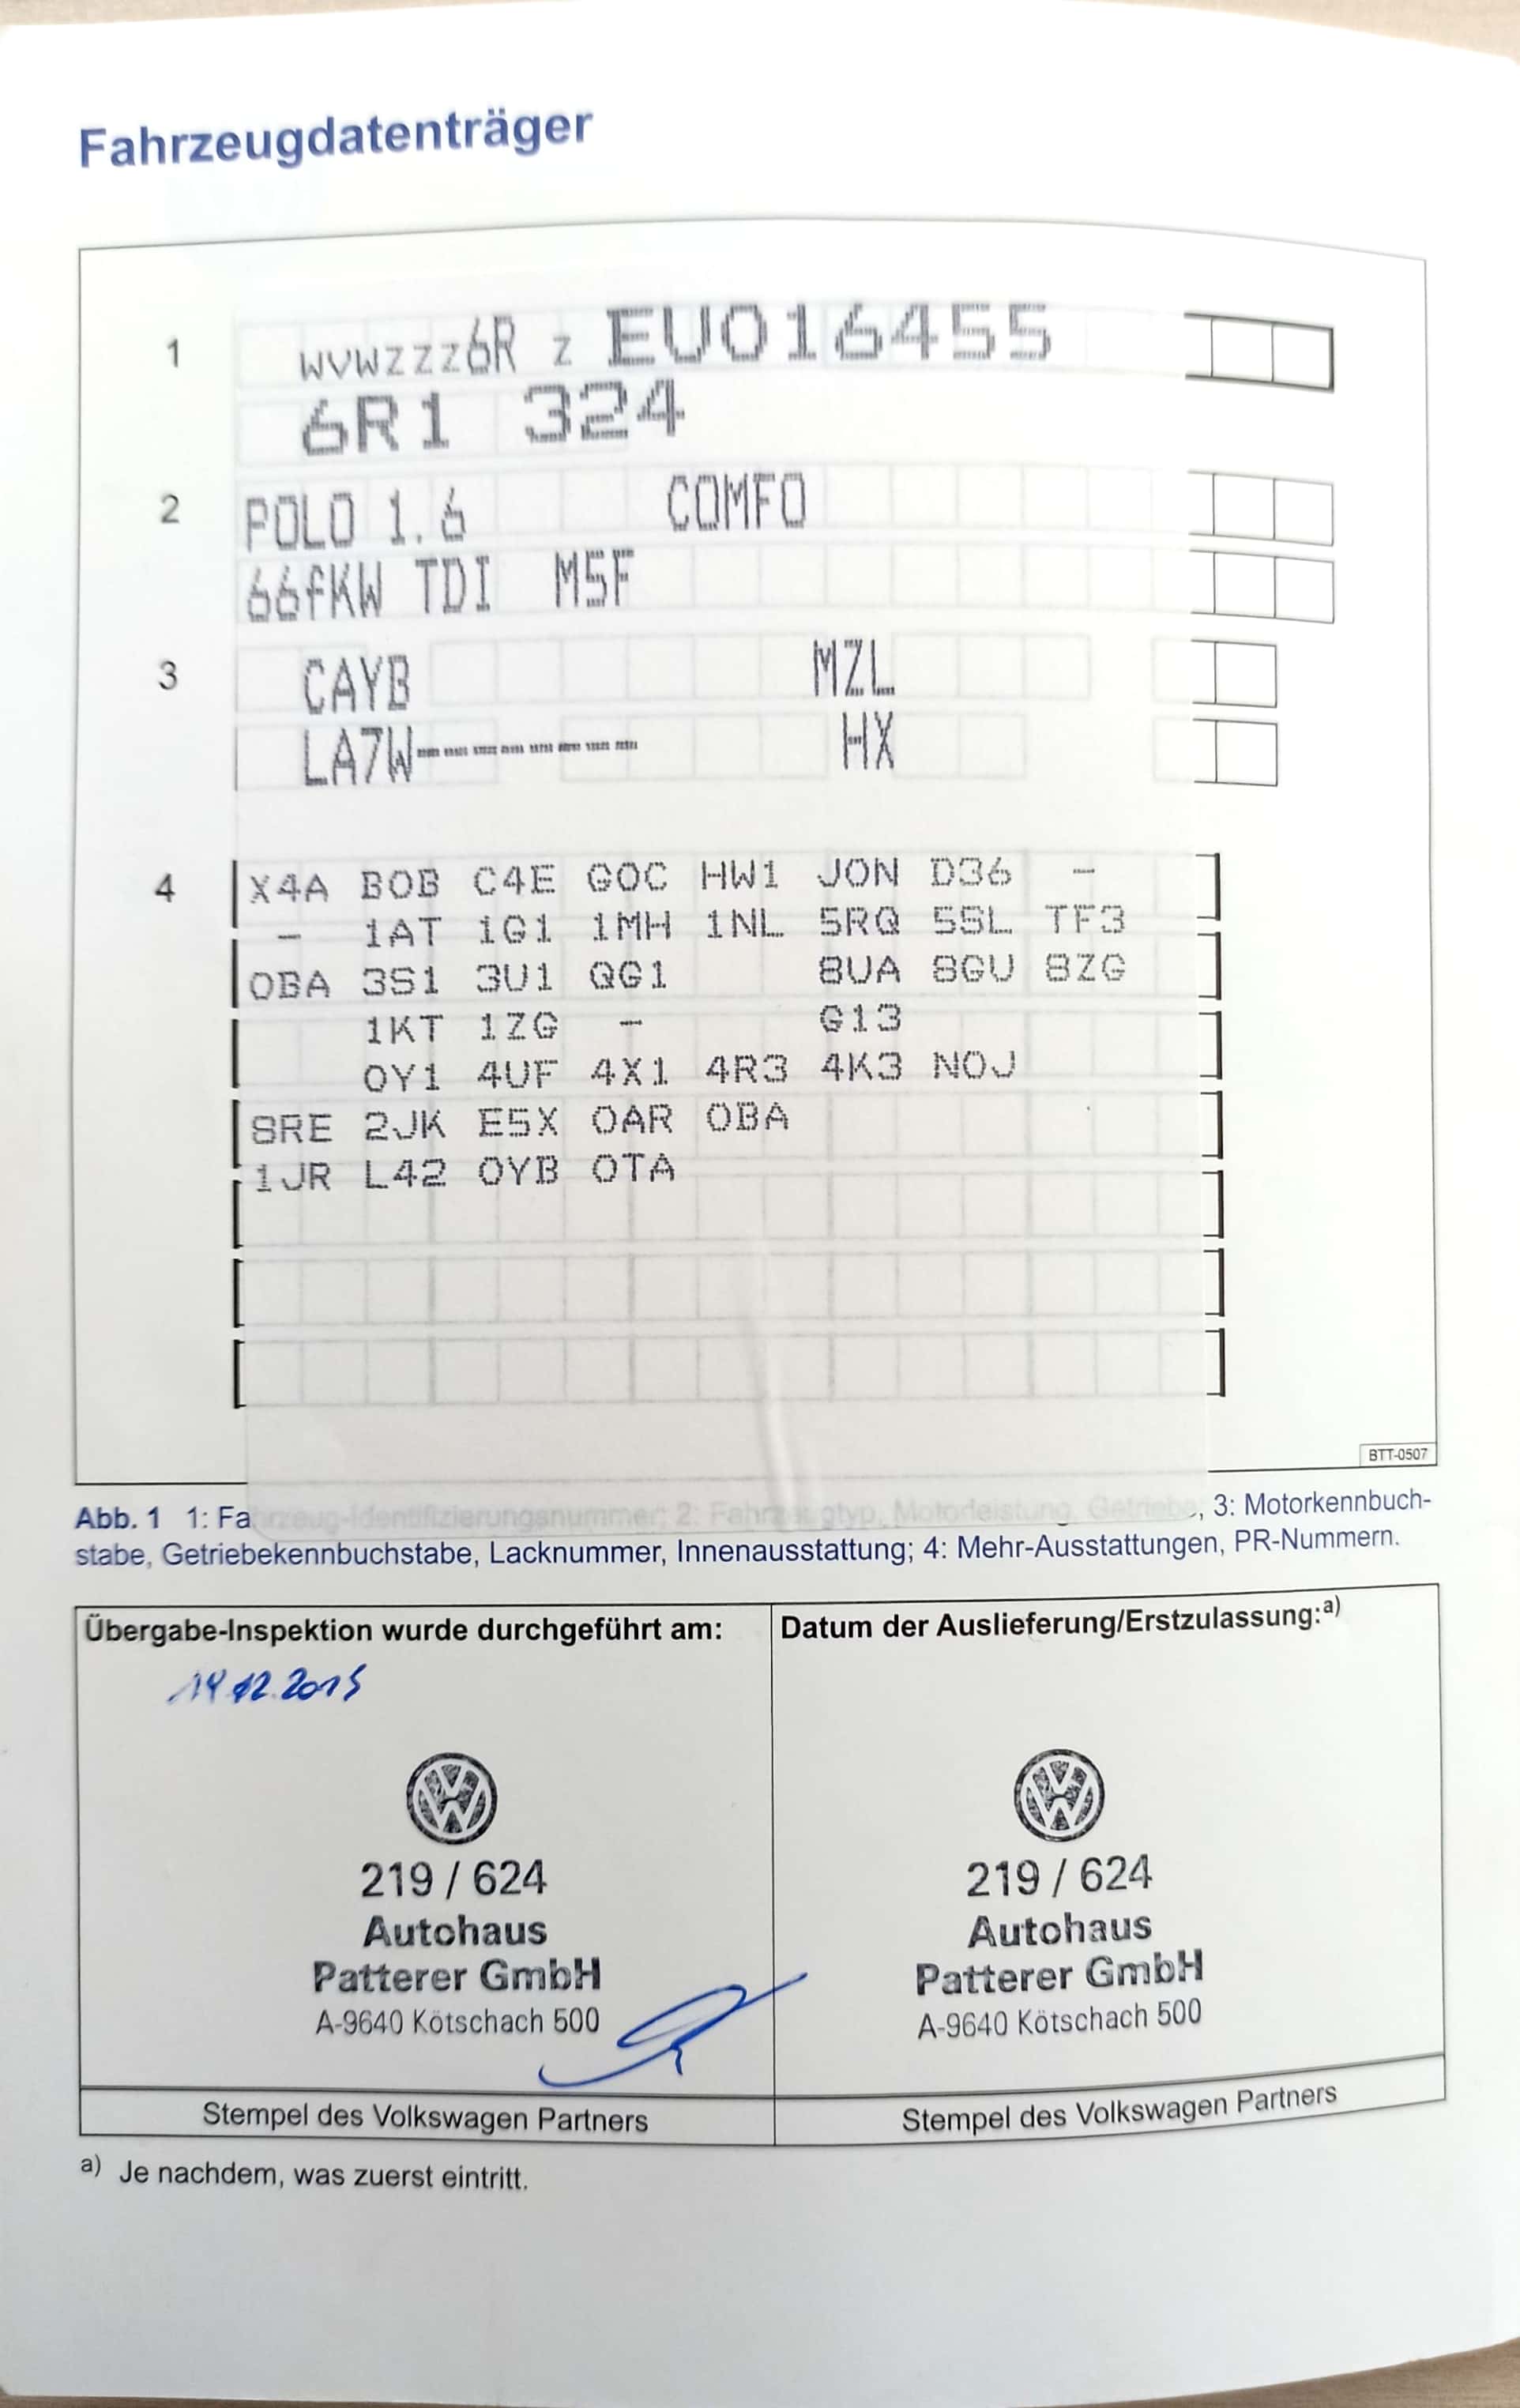 Fahrzeugdatenträger
1 WVWZZZ6R Z EU016455
6R1 324
2 POLO 1.6 COMFO
66fKW TDI M5F
3 CAYB MZL
LA7W-------- HX
4 X4A B0B C4E G0C HW1 J0N D36 -
- 1AT 1G1 1MH 1NL 5RQ 5SL TF3
0BA 3S1 3U1 QG1 8UA 8GU 8ZG
1KT 1ZG - G13
0Y1 4UF 4X1 4R3 4K3 N0J
8RE 2JK E5X 0AR 0BA
1JR L42 0YB 0TA
BTT-0507
Abb. 1 1: Fahrzeug-Identifizierungsnummer; 2: Fahrzeugtyp, Motorleistung, Getriebe; 3: Motorkennbuch-
stabe, Getriebekennbuchstabe, Lacknummer, Innenausstattung; 4: Mehr-Ausstattungen, PR-Nummern.
Übergabe-Inspektion wurde durchgeführt am:
14.12.2015
219 / 624
Autohaus
Patterer GmbH
A-9640 Kötschach 500
Stempel des Volkswagen Partners
Datum der Auslieferung/Erstzulassung:a)
219 / 624
Autohaus
Patterer GmbH
A-9640 Kötschach 500
Stempel des Volkswagen Partners
a) Je nachdem, was zuerst eintritt.